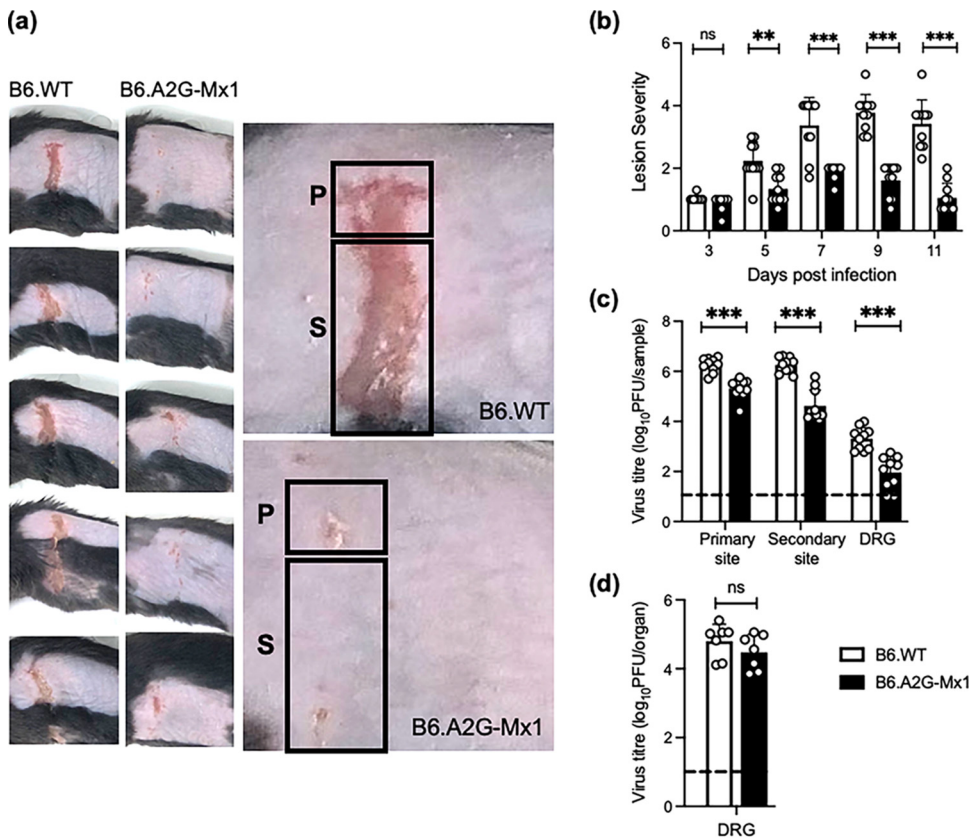 (a)
B6.WT
B6.A2G-Mx1
P
S
B6.WT
P
S
B6.A2G-Mx1
(b)
ns
**
***
***
***
6
4
2
0
Lesion Severity
3
5
7
9
11
Days post infection
(c)
***
***
***
8
6
4
2
0
Virus titre (log₁₀PFU/sample)
Primary site
Secondary site
DRG
(d)
ns
6
4
2
0
Virus titre (log₁₀PFU/organ)
DRG
B6.WT
B6.A2G-Mx1